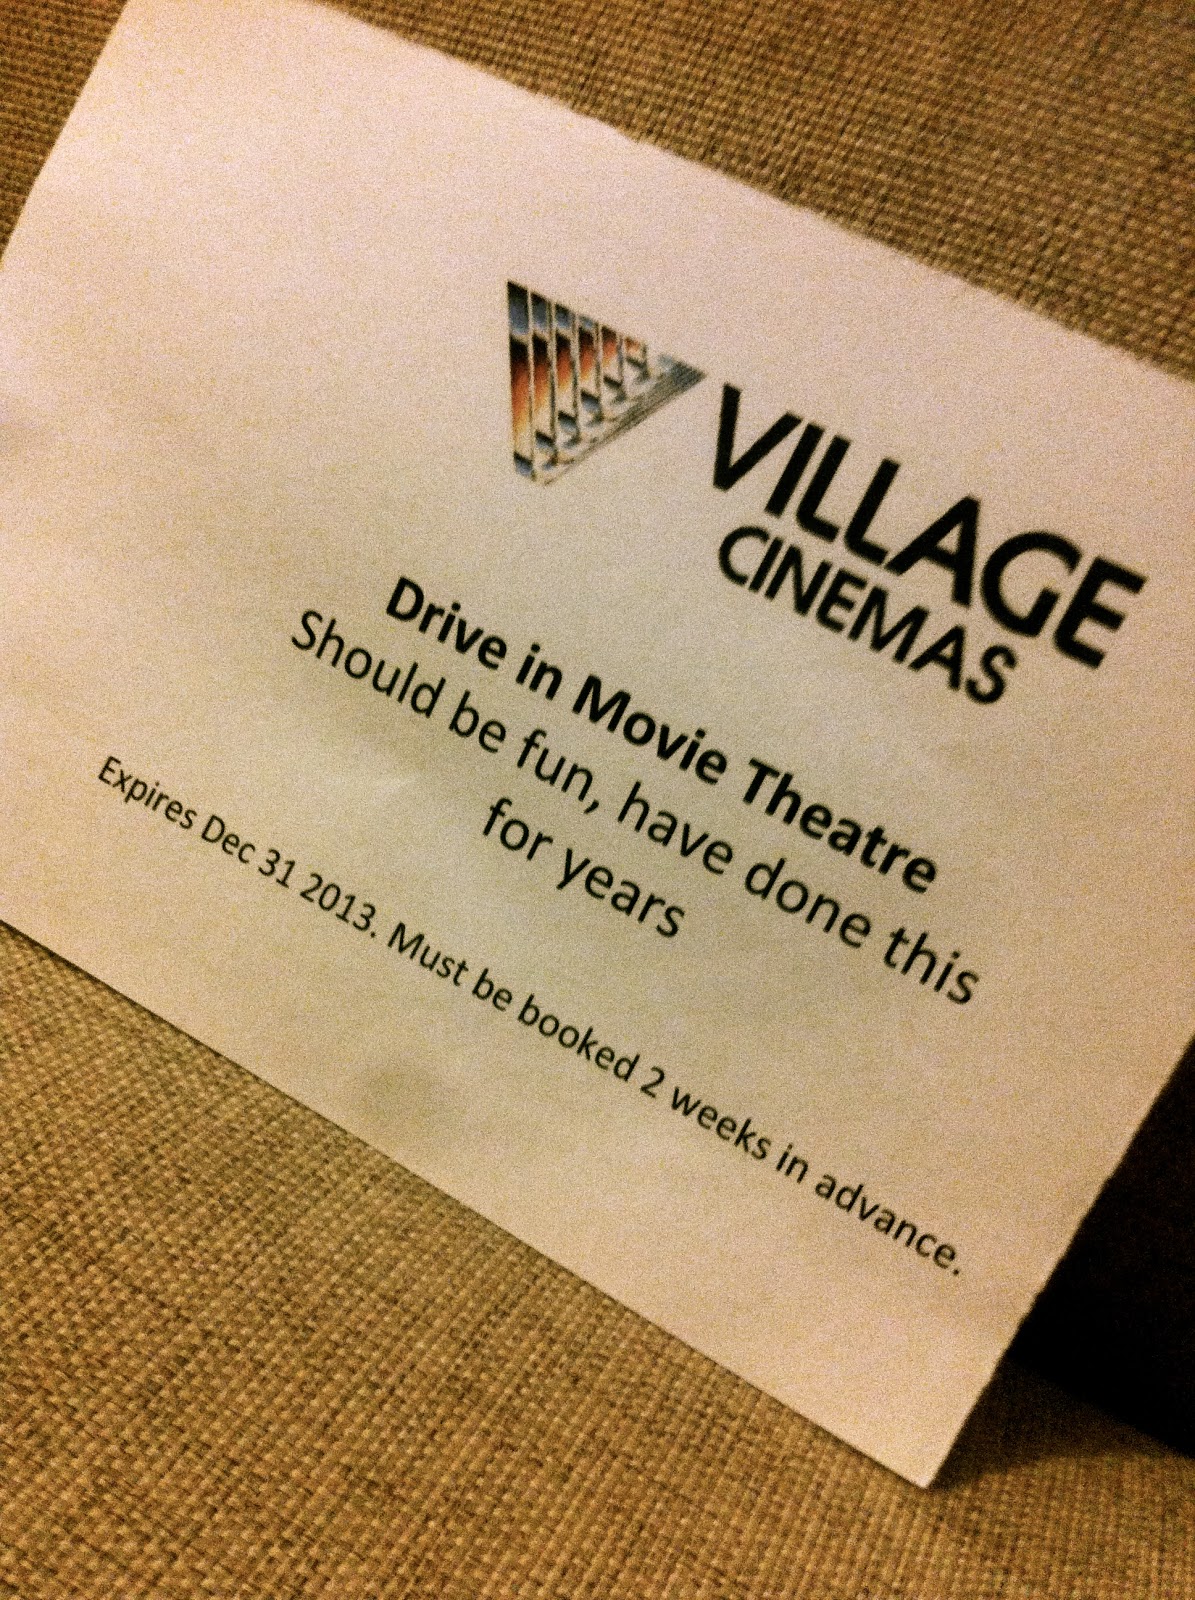 VILLAGE
CINEMAS
Drive in Movie Theatre
Should be fun, have done this
for years
Expires Dec 31 2013. Must be booked 2 weeks in advance.